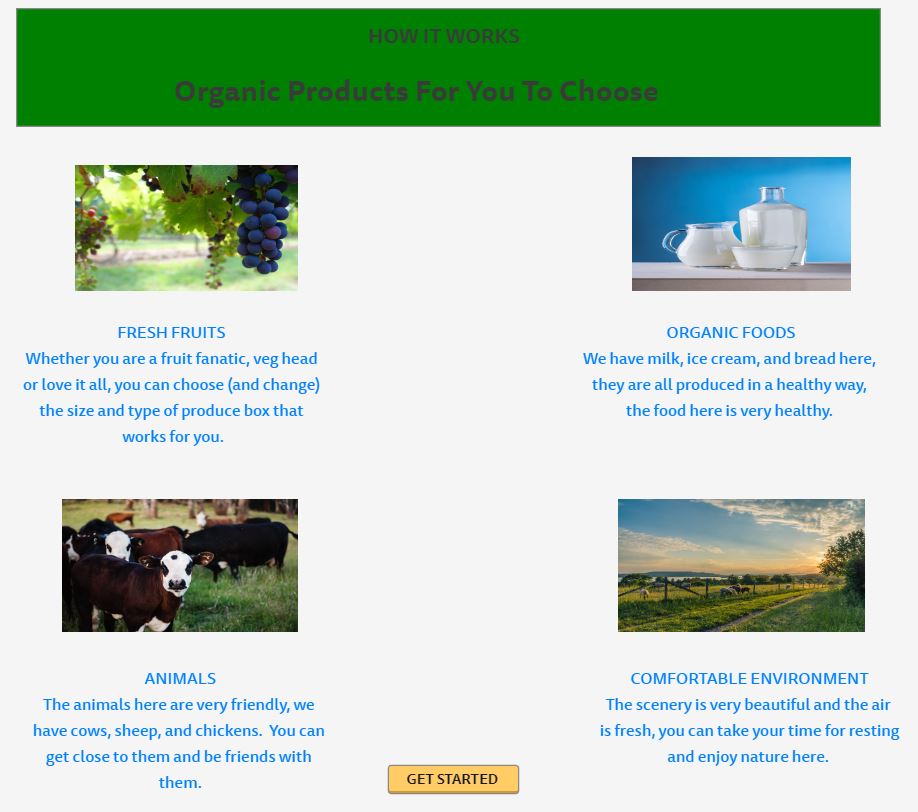 HOW IT WORKS
Organic Products For You To Choose
FRESH FRUITS
Whether you are a fruit fanatic, veg head
or love it all, you can choose (and change)
the size and type of produce box that
works for you.
ORGANIC FOODS
We have milk, ice cream, and bread here,
they are all produced in a healthy way,
the food here is very healthy.
ANIMALS
The animals here are very friendly, we
have cows, sheep, and chickens.  You can
get close to them and be friends with
them.
COMFORTABLE ENVIRONMENT
The scenery is very beautiful and the air
is fresh, you can take your time for resting
and enjoy nature here.
GET STARTED